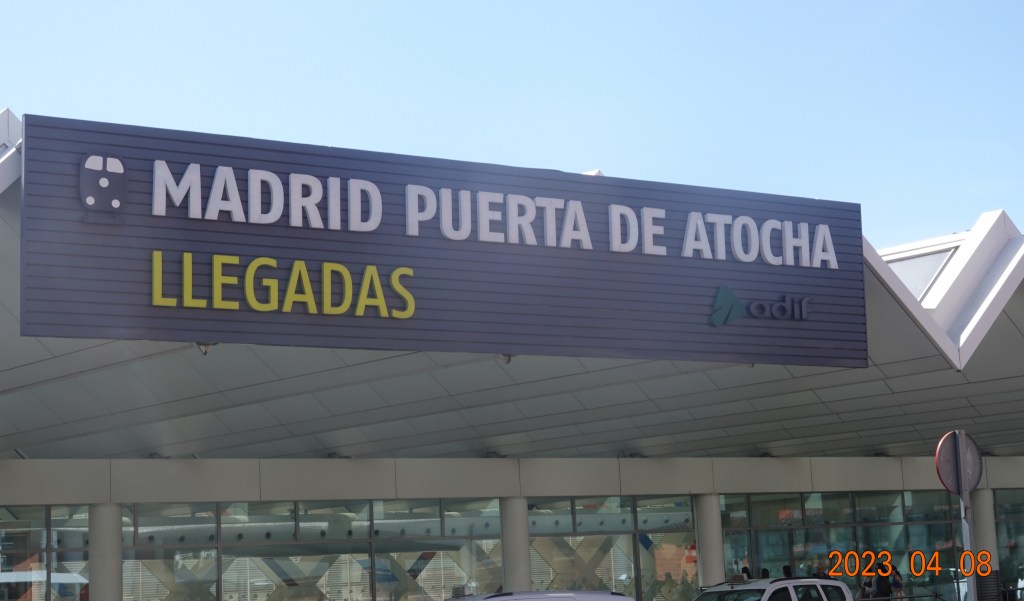 MADRID PUERTA DE ATOCHA
LLEGADAS
adif
2023 04 08